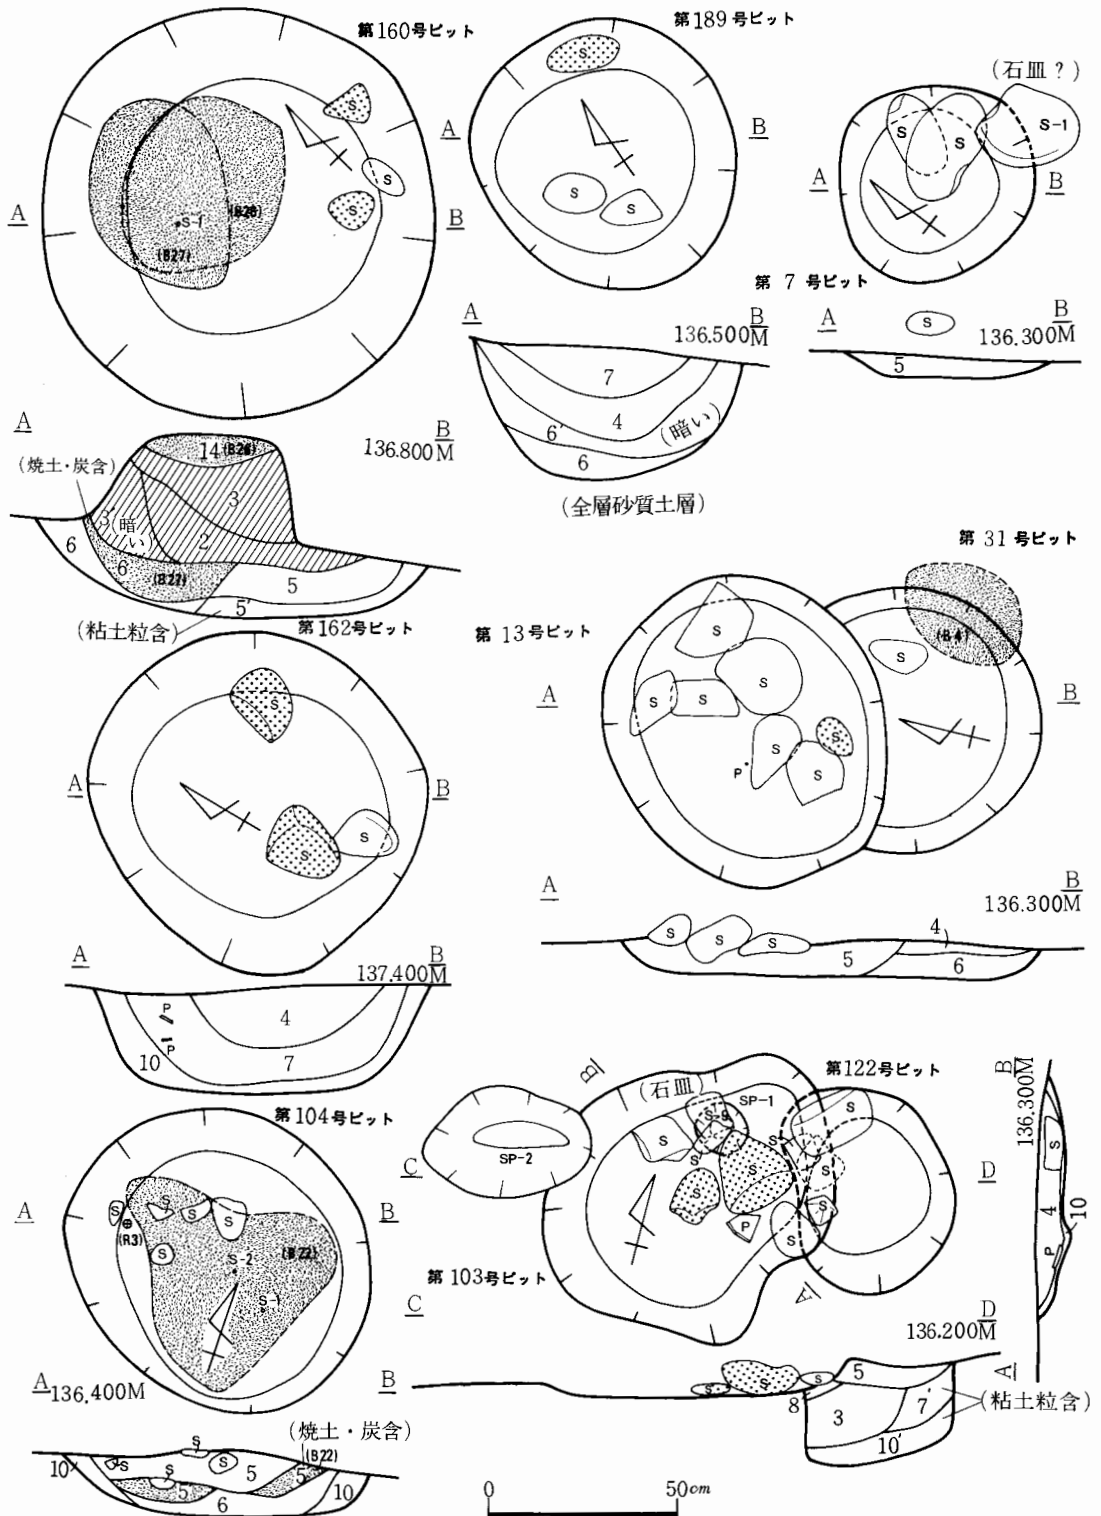 第160号ピット
A
B
S
S
S
S-1
(B28)
(B27)
第189号ピット
A
B
S
S
S
(石皿?)
S-1
S
S
A
B
第 7 号ピット
A
B
136.300M
S
5
A
B
136.500M
7
4
6′
(暗い)
6
(全層砂質土層)
A
B
136.800M
(焼土・炭含)
14
3
3′
(暗い)
2
6
6′
(B27)
5
5′
(粘土粒含)
第162号ピット
A
B
S
S
S
A
B
137.400M
P
P
4
7
10
第 31 号ピット
第 13号ピット
A
B
(B4)
S
S
S
S
S
S
S
S
P
A
B
136.300M
S
S
S
4
5
6
第104号ピット
A
B
S
S
S
S
S
(R3)
(B22)
S-2
S-1
A
136.400M
B
(焼土・炭含)
(B22)
S
S
S
S
S
10
5
5
5
6
10
第122号ピット
B
(石皿)
SP-1
S-9
SP-2
C
D
S
S
S
S
S
S
S
S
S
P
第 103号ピット
A
C
D
136.200M
S
S
S
5
8
3
7′
10′
(粘土粒含)
B
136.300M
S
4
10
P
A
0
50cm